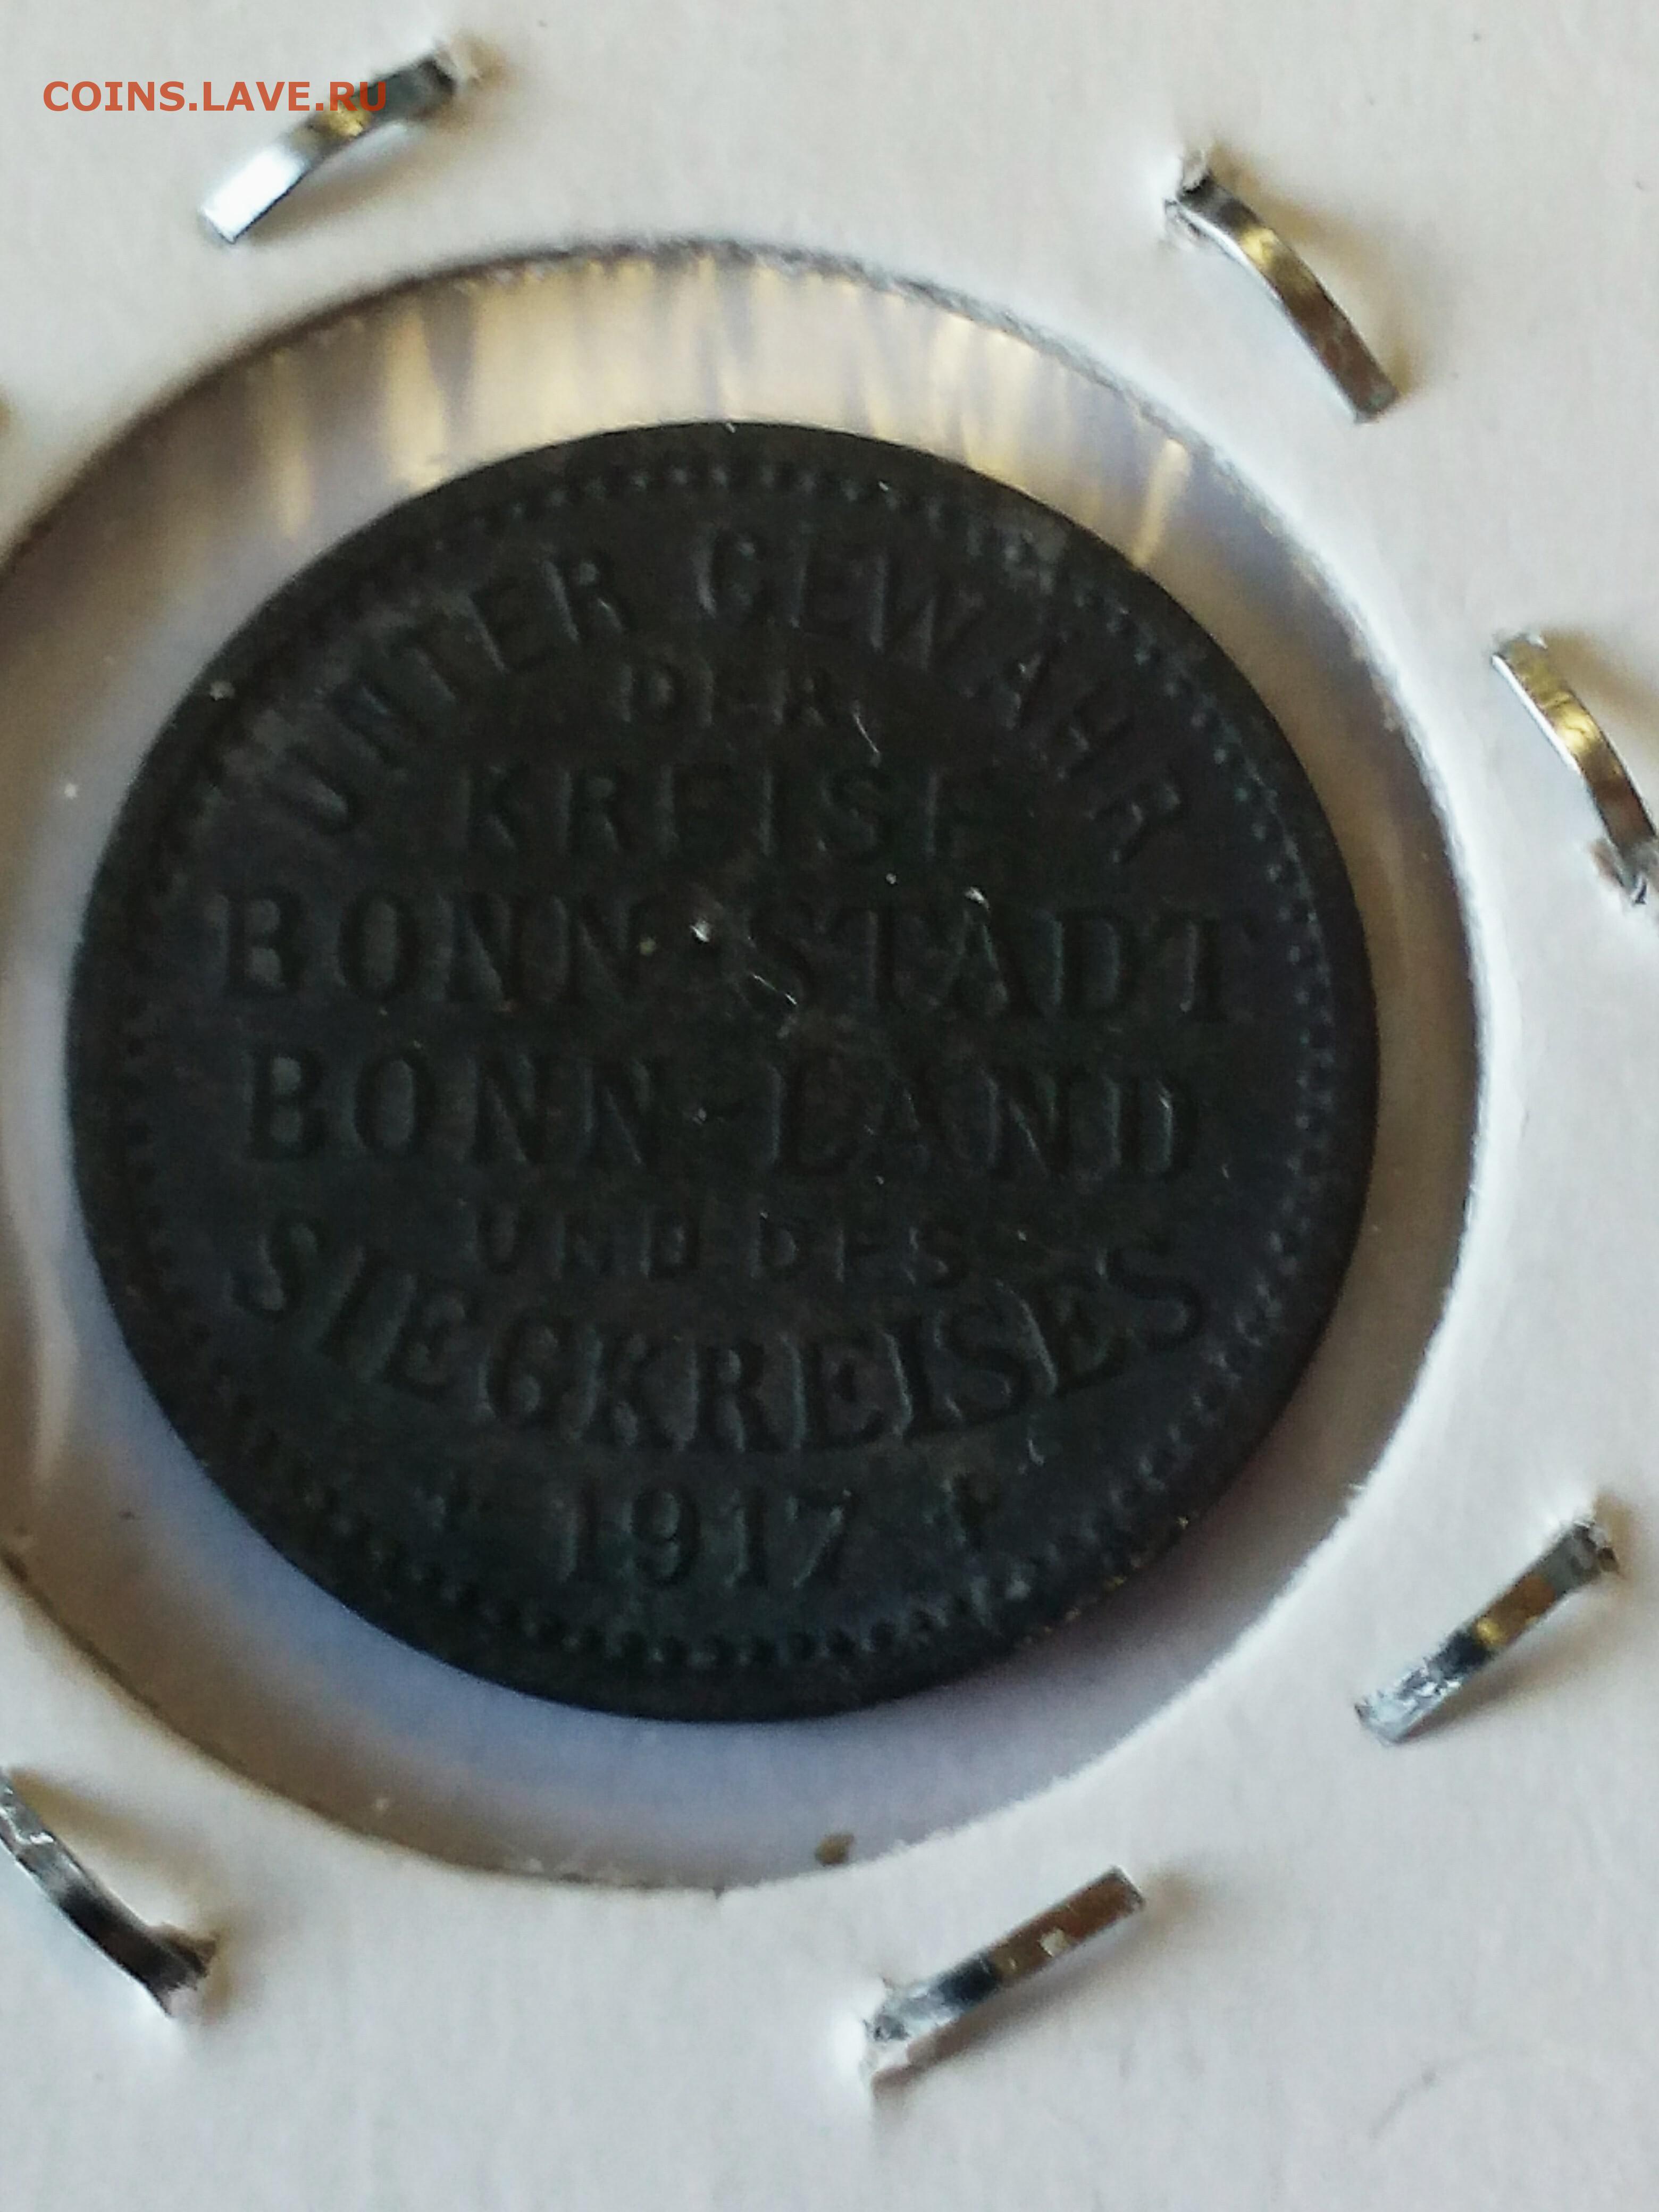 COINS.LAVE.RU
UNTER GEWÄHR
DER
KREISE
BONN-STADT
BONN-LAND
UND DES
SIEGKREISES
1917